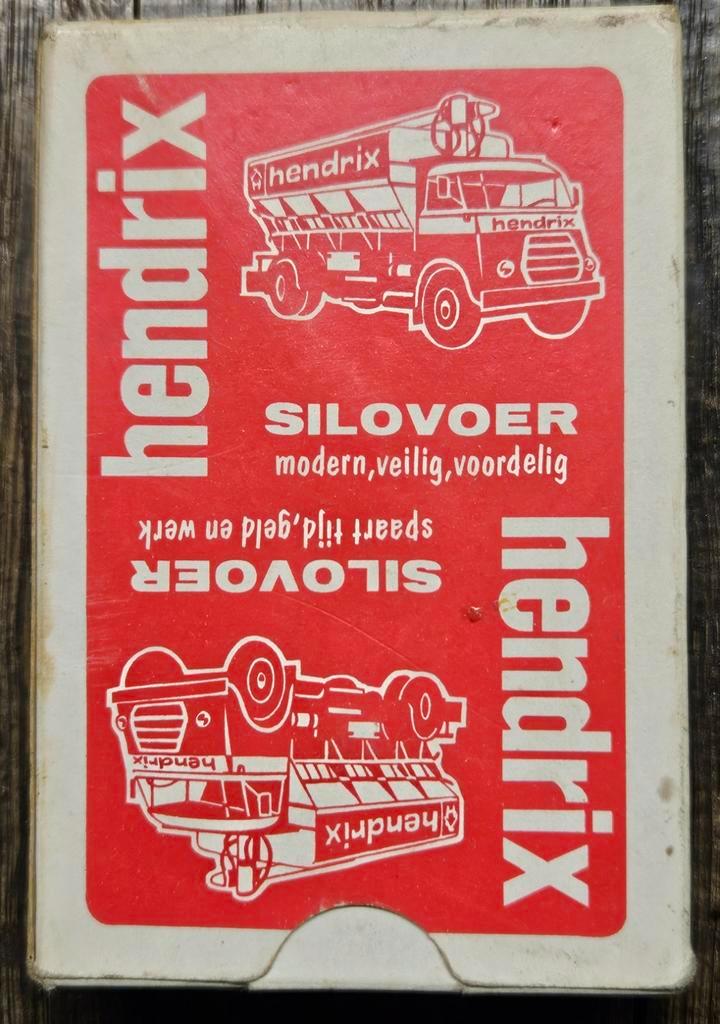 hendrix
hendrix
hendrix
SILOVOER
modern,veilig,voordelig
hendrix
SILOVOER
spaart tijd,geld en werk
hendrix
hendrix